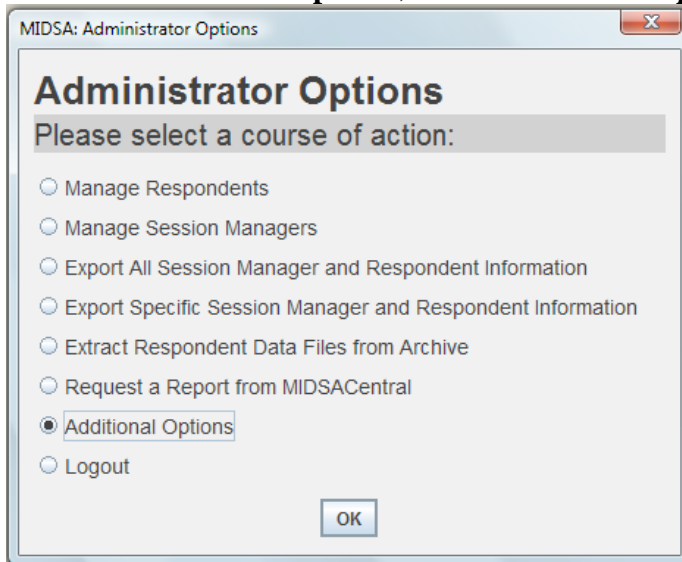 MIDSA: Administrator Options
Administrator Options
Please select a course of action:
Manage Respondents
Manage Session Managers
Export All Session Manager and Respondent Information
Export Specific Session Manager and Respondent Information
Extract Respondent Data Files from Archive
Request a Report from MIDSACentral
Additional Options
Logout
OK